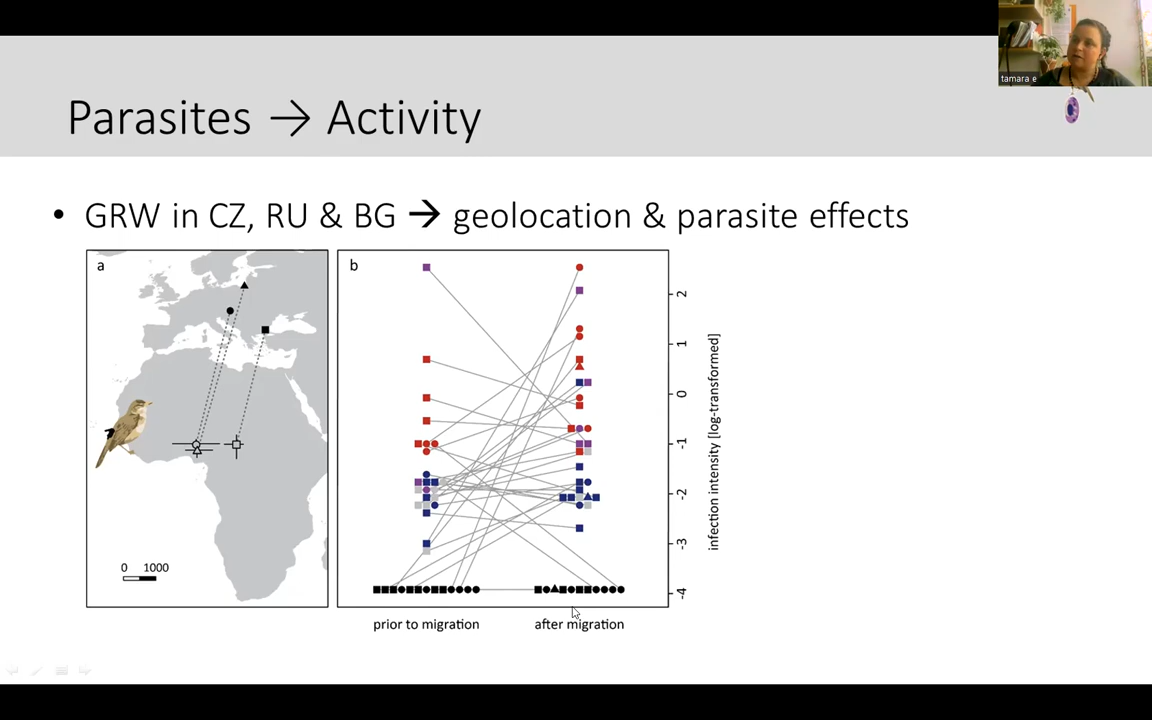 tamara e
Parasites → Activity
• GRW in CZ, RU & BG → geolocation & parasite effects
a
0 1000
b
2
1
0
-1
-2
-3
-4
infection intensity [log-transformed]
prior to migration
after migration